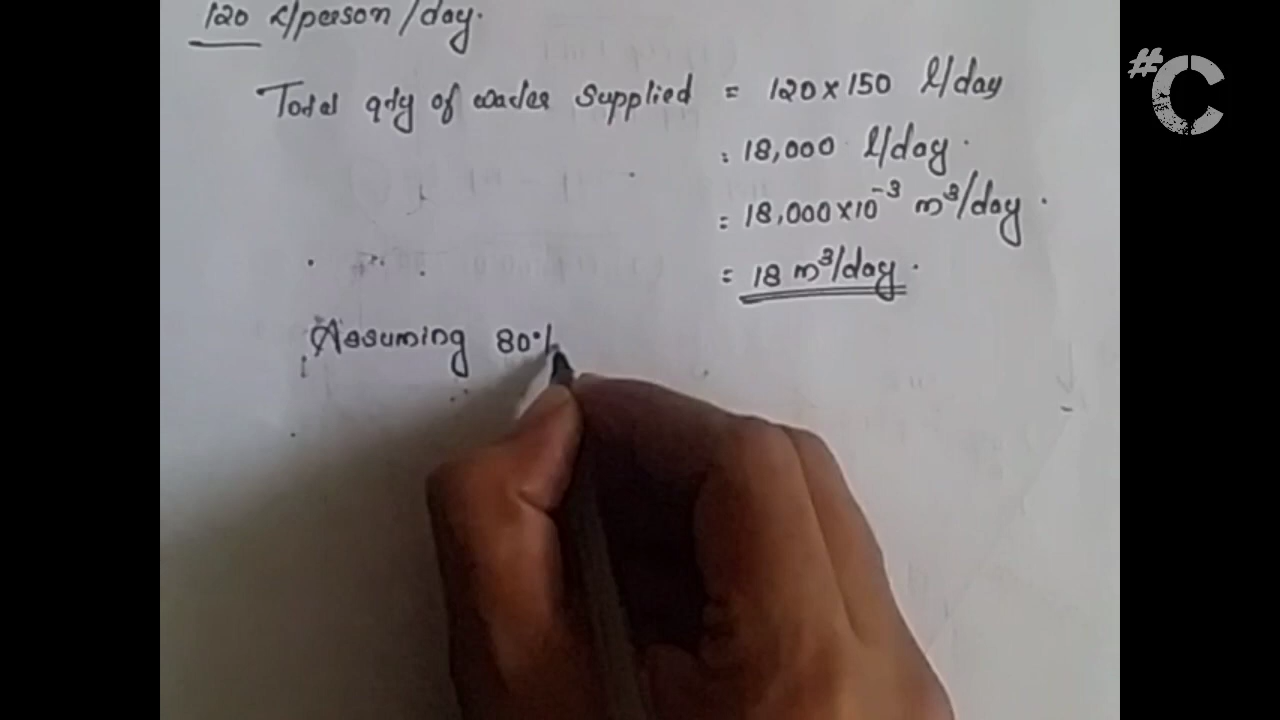 120 l/person/day.
Total qty of water supplied = 120×150 l/day
= 18,000 l/day.
= 18,000×10⁻³ m³/day.
= 18 m³/day.
Assuming 80%
#C